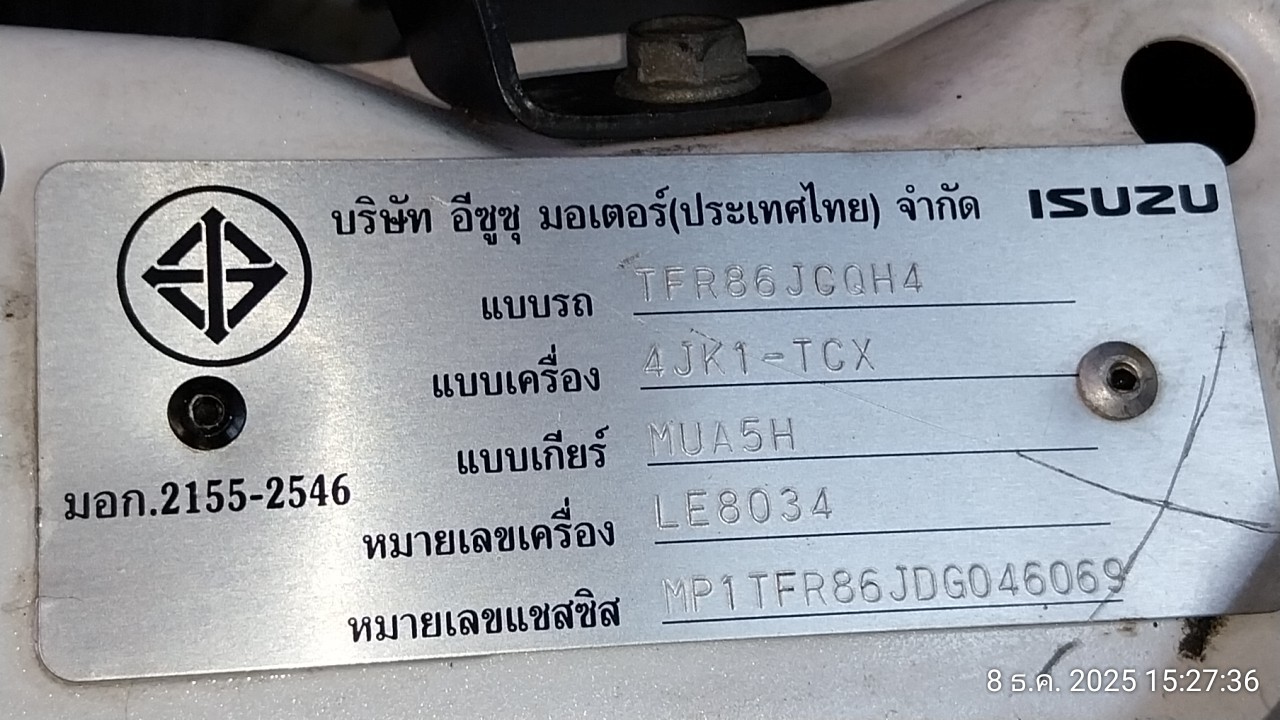 บริษัท อีซูซุ มอเตอร์(ประเทศไทย) จำกัด ISUZU
แบบรถ TFR86JCQH4
แบบเครื่อง 4JK1-TCX
แบบเกียร์ MUA5H
มอก.2155-2546
หมายเลขเครื่อง LE8034
หมายเลขแชสซิส MP1TFR86JDG046069
8 ธ.ค. 2025 15:27:36